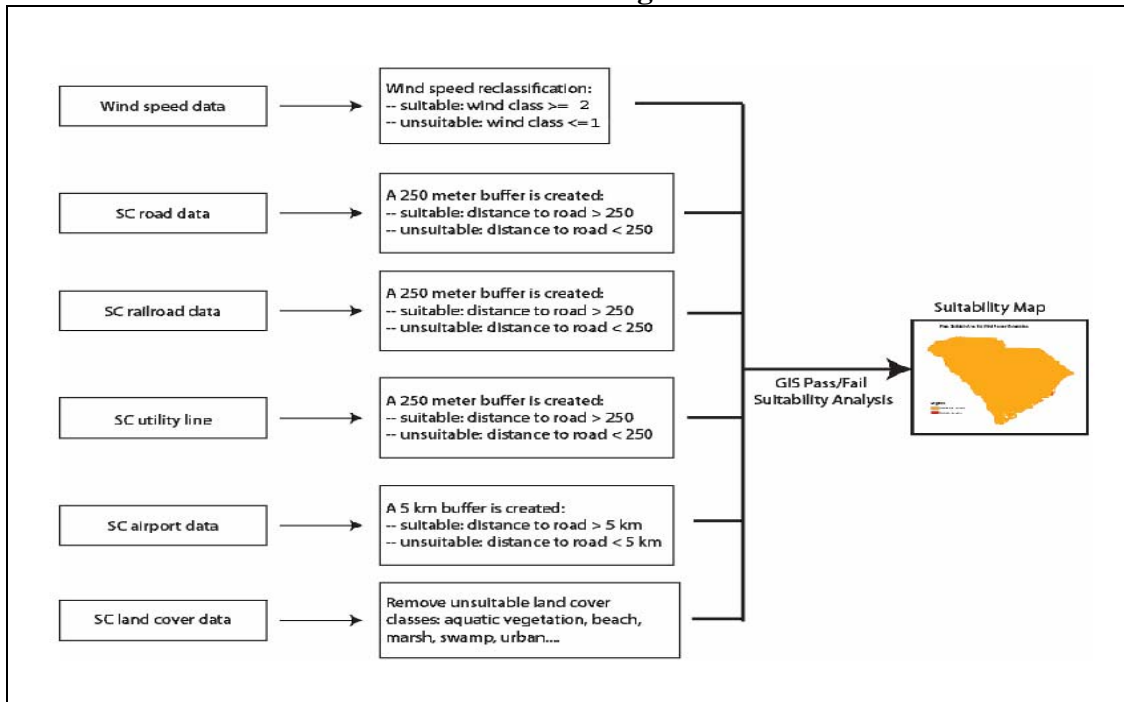 Wind speed data
Wind speed reclassification:
-- suitable: wind class >= 2
-- unsuitable: wind class <=1
SC road data
A 250 meter buffer is created:
-- suitable: distance to road > 250
-- unsuitable: distance to road < 250
SC railroad data
A 250 meter buffer is created:
-- suitable: distance to road > 250
-- unsuitable: distance to road < 250
SC utility line
A 250 meter buffer is created:
-- suitable: distance to road > 250
-- unsuitable: distance to road < 250
SC airport data
A 5 km buffer is created:
-- suitable: distance to road > 5 km
-- unsuitable: distance to road < 5 km
SC land cover data
Remove unsuitable land cover
classes: aquatic vegetation, beach,
marsh, swamp, urban....
GIS Pass/Fail
Suitability Analysis
Suitability Map